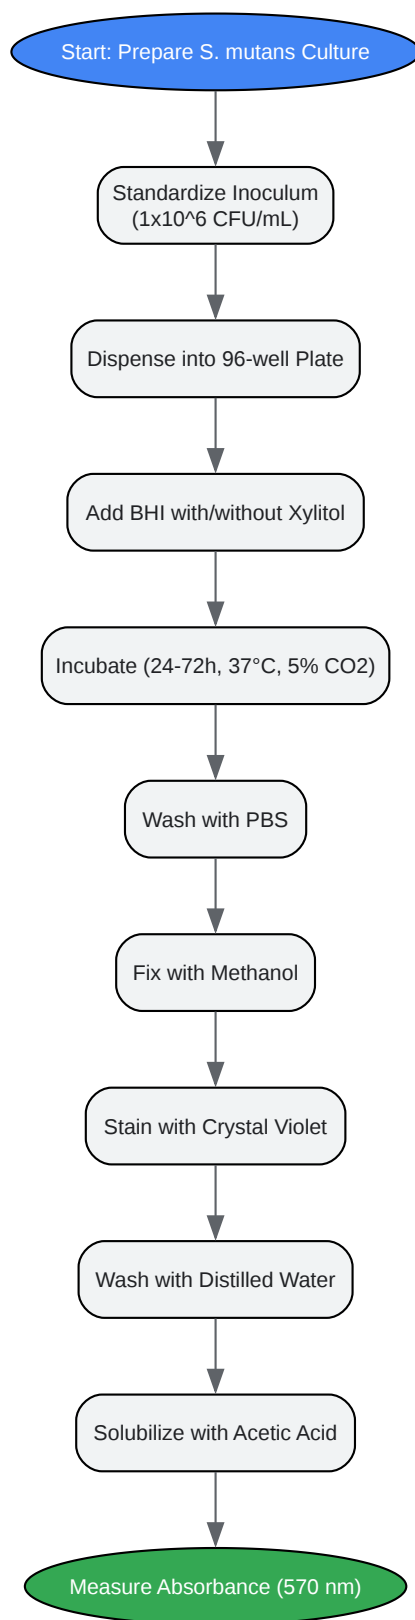 Start: Prepare S. mutans Culture
Standardize Inoculum
(1x10^6 CFU/mL)
Dispense into 96-well Plate
Add BHI with/without Xylitol
Incubate (24-72h, 37°C, 5% CO2)
Wash with PBS
Fix with Methanol
Stain with Crystal Violet
Wash with Distilled Water
Solubilize with Acetic Acid
Measure Absorbance (570 nm)